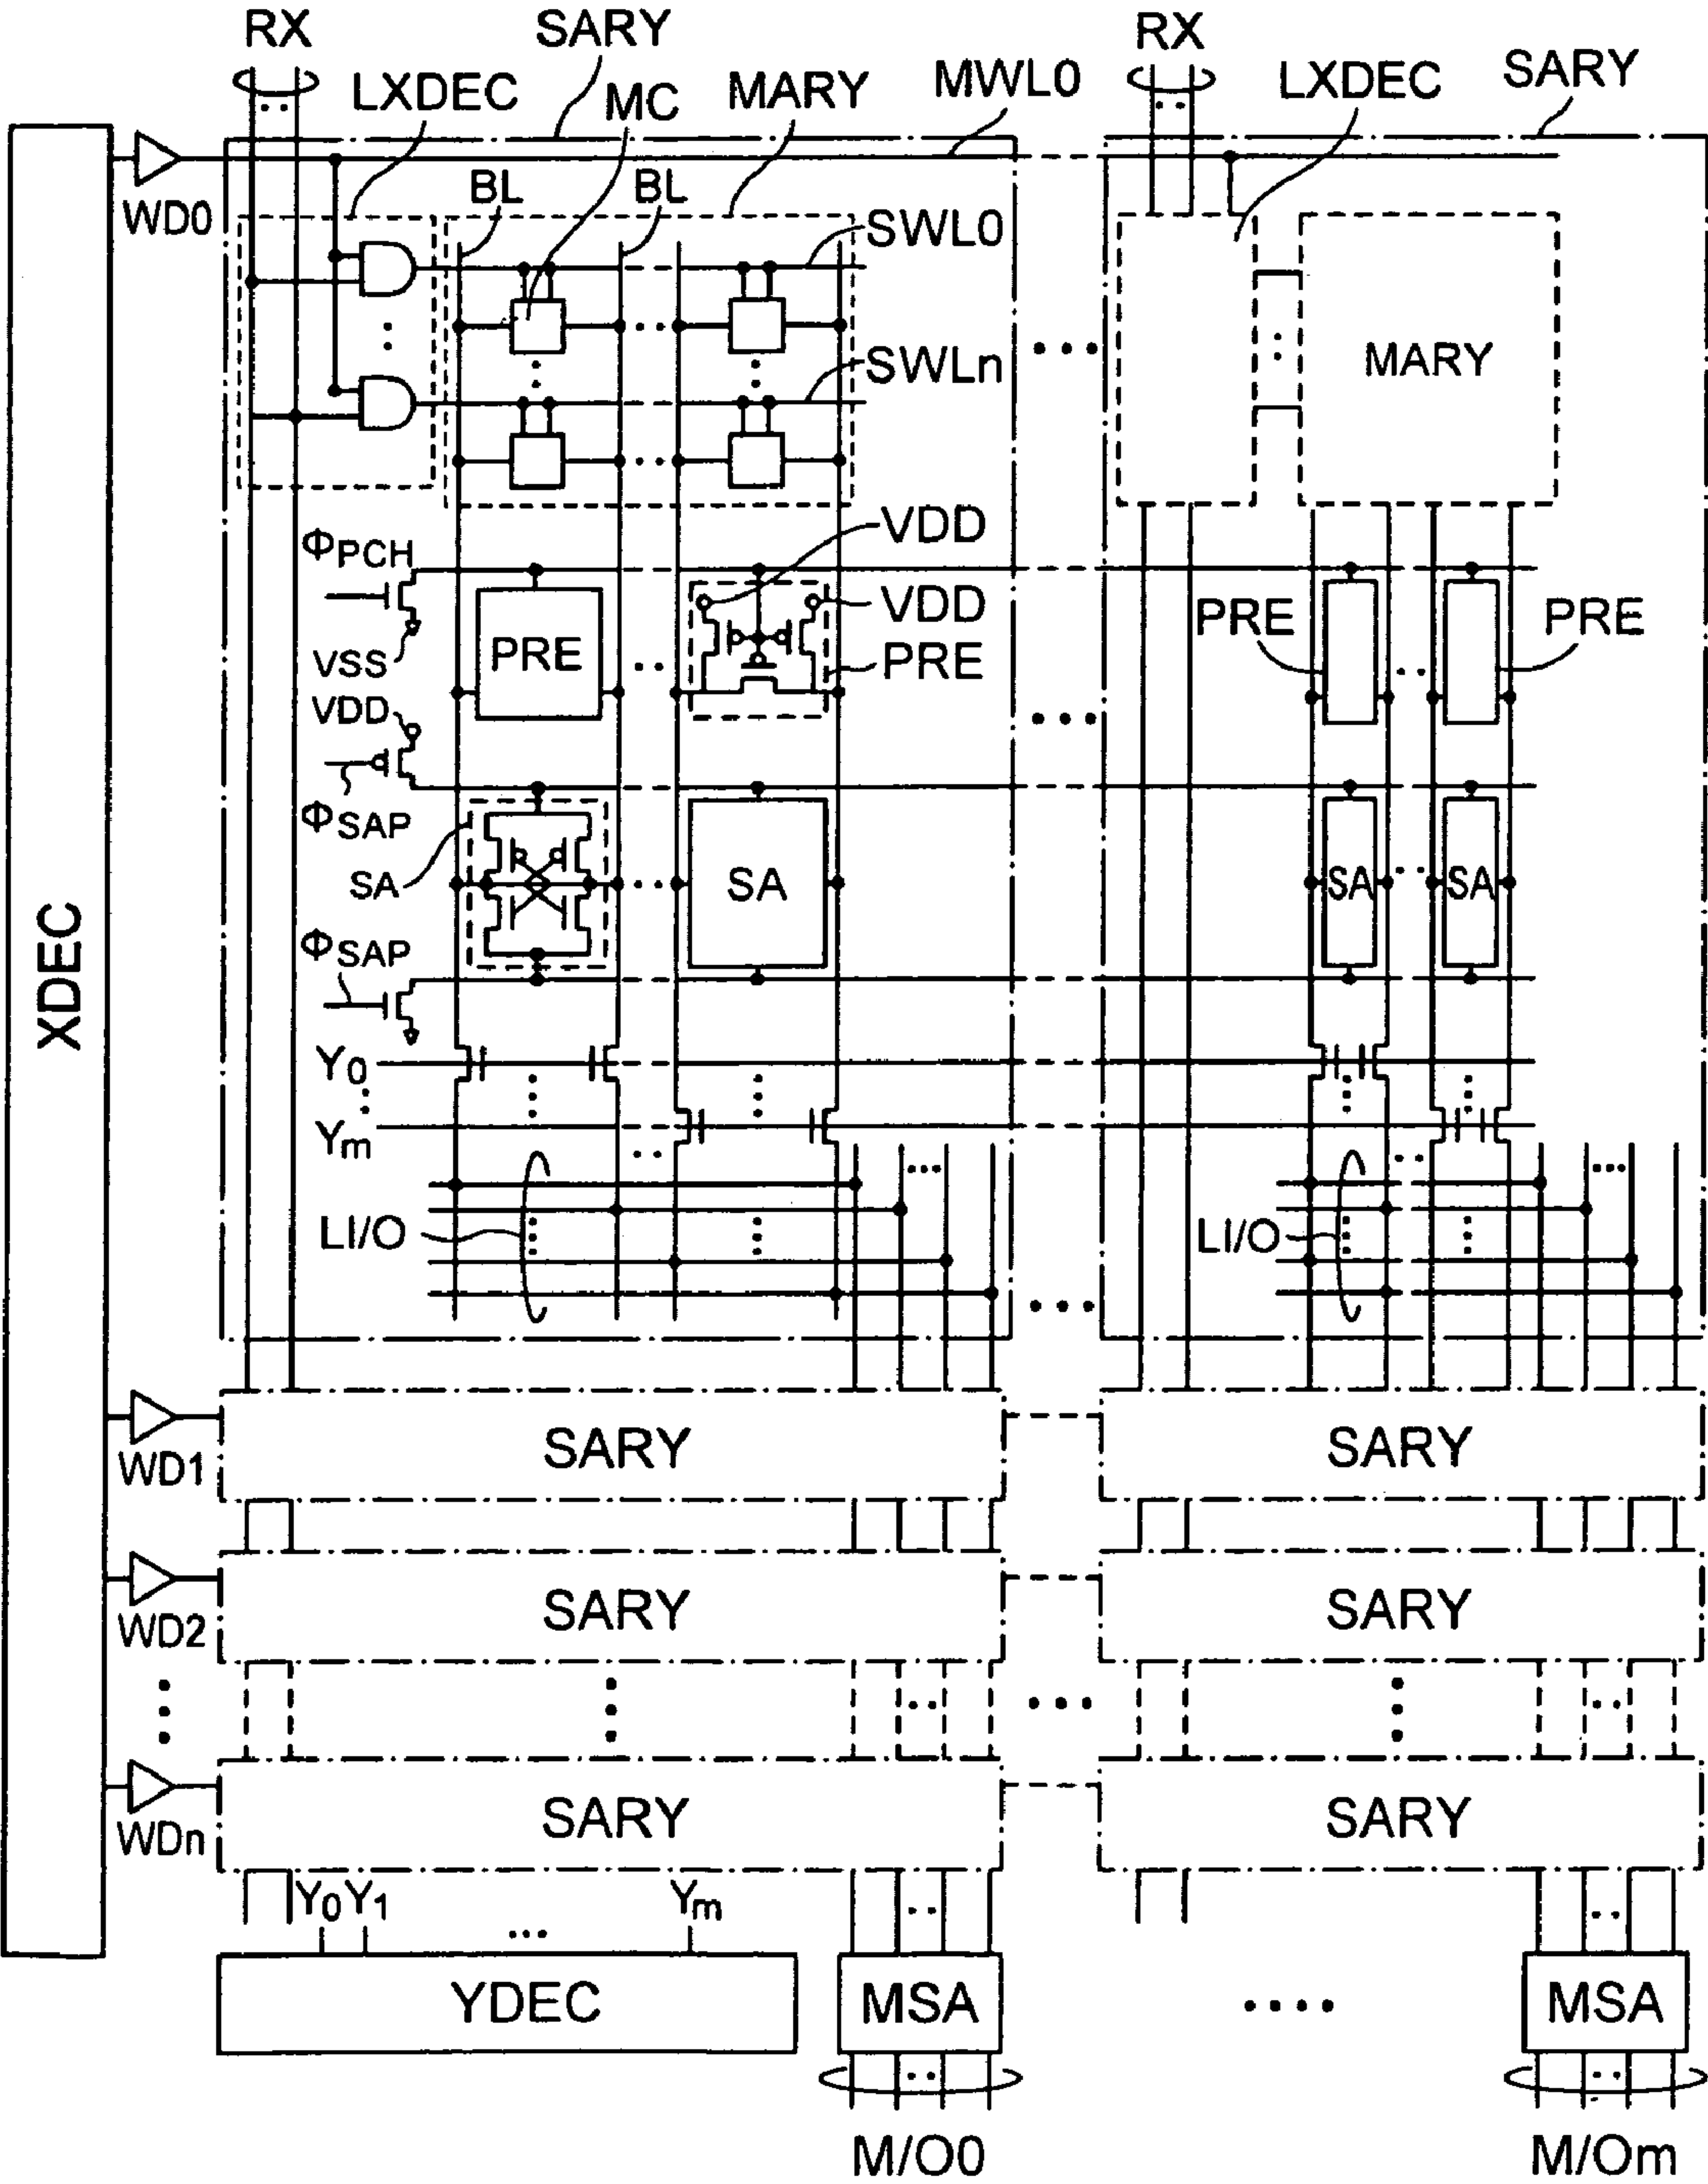 RX
SARY
RX
LXDEC
MC
MARY
MWL0
LXDEC
SARY
WD0
BL
BL
SWL0
SWLn
MARY
ΦPCH
VDD
VSS
PRE
VDD
PRE
PRE
PRE
VDD
ΦSAP
SA
SA
SA
SA
ΦSAP
XDEC
Y0
Ym
LI/O
LI/O
WD1
SARY
SARY
WD2
SARY
SARY
WDn
SARY
SARY
Y0 Y1 ... Ym
YDEC
MSA
MSA
M/O0
M/Om